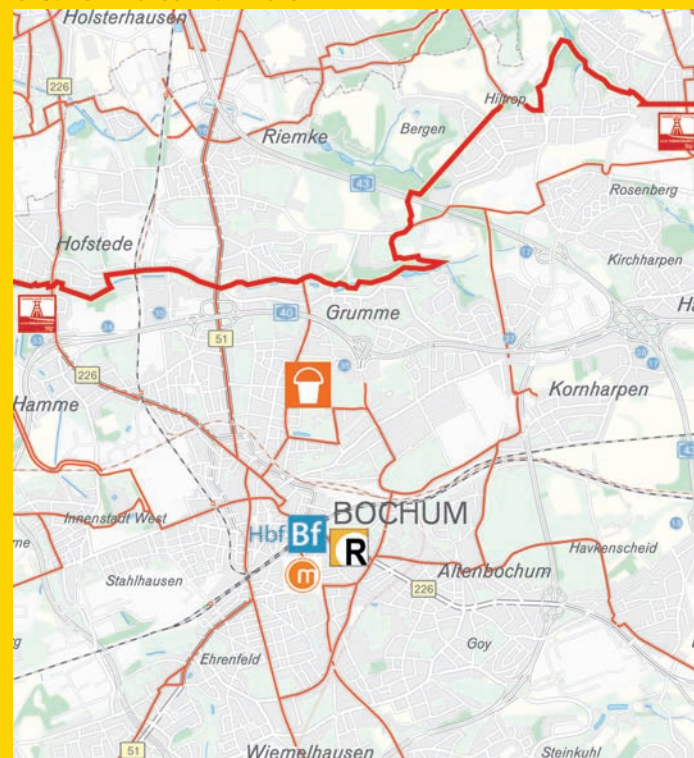 Holsterhausen
226
Hiltrop
Riemke
Bergen
43
Rosenberg
Hofstede
Kirchharpen
40
Grumme
51
226
Hamme
Kornharpen
43
BOCHUM
Innenstadt West
Hbf Bf
R
Havkenscheid
m
Altenbochum
Stahlhausen
226
Goy
Ehrenfeld
51
Wiemelhausen
Steinkuhl